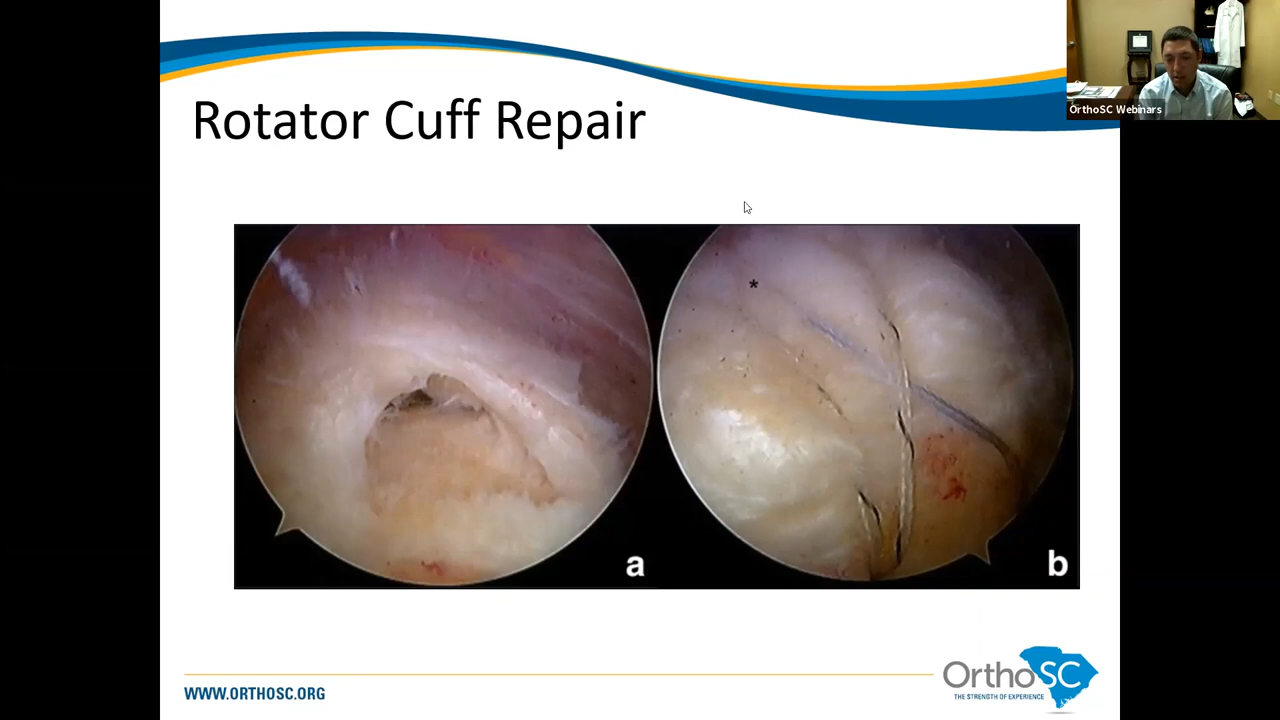 Rotator Cuff Repair
OrthoSC Webinars
*
a
b
WWW.ORTHOSC.ORG
OrthoSC
THE STRENGTH OF EXPERIENCE